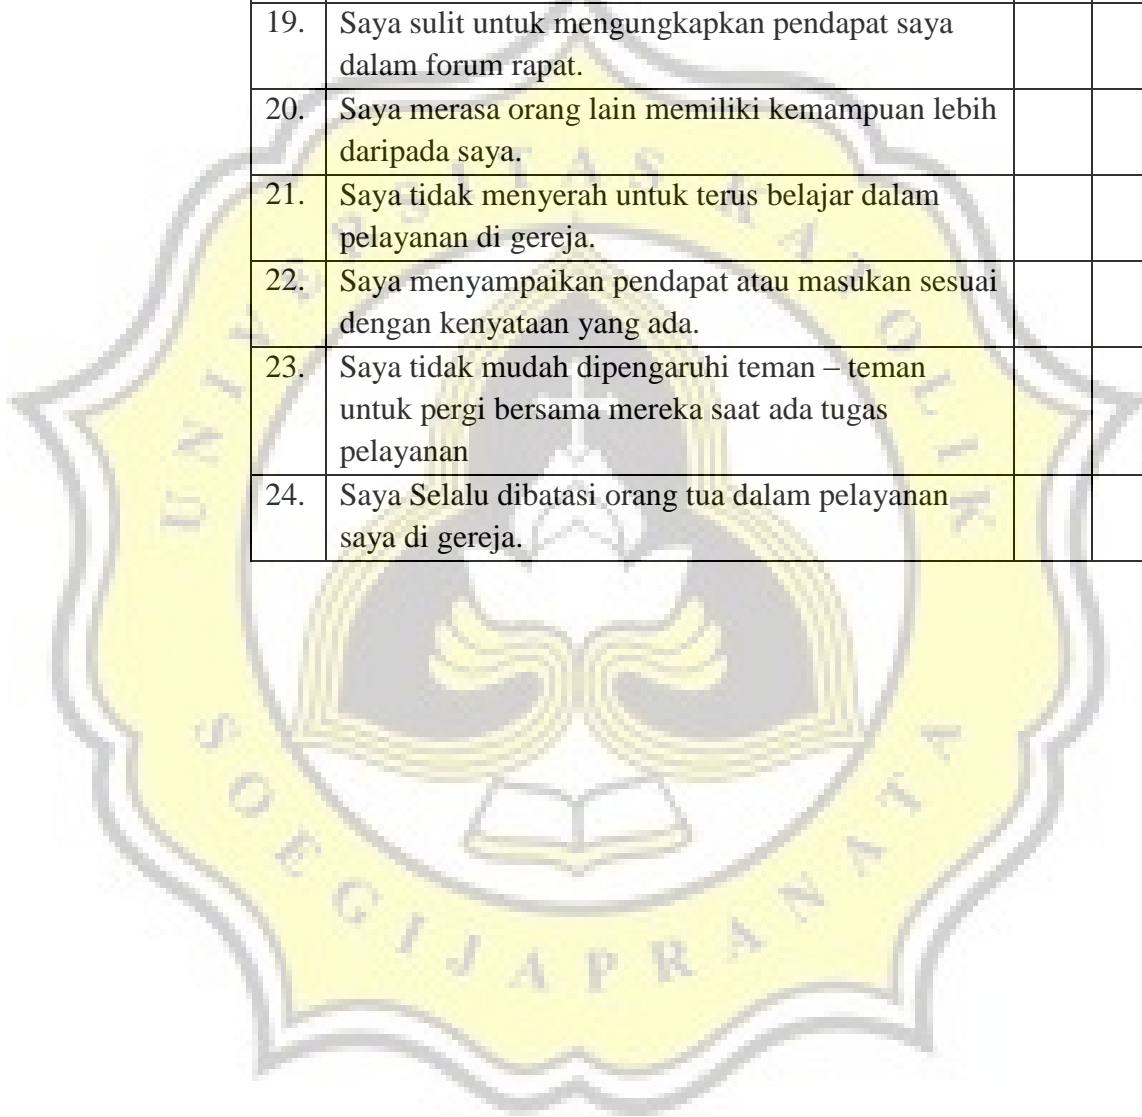 19. Saya sulit untuk mengungkapkan pendapat saya
dalam forum rapat.
20. Saya merasa orang lain memiliki kemampuan lebih
daripada saya.
21. Saya tidak menyerah untuk terus belajar dalam
pelayanan di gereja.
22. Saya menyampaikan pendapat atau masukan sesuai
dengan kenyataan yang ada.
23. Saya tidak mudah dipengaruhi teman – teman
untuk pergi bersama mereka saat ada tugas
pelayanan
24. Saya Selalu dibatasi orang tua dalam pelayanan
saya di gereja.
UNIVERSITAS KATOLIK
SOEGIJAPRANATA